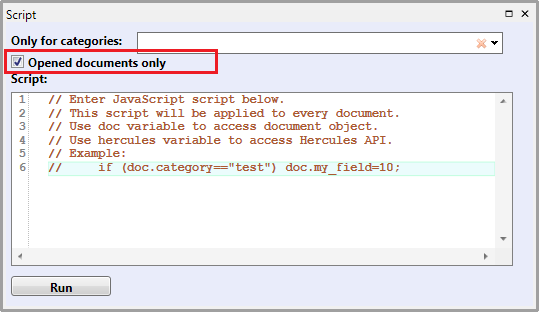 Script
Only for categories:
Opened documents only
Script:
1 // Enter JavaScript script below.
2 // This script will be applied to every document.
3 // Use doc variable to access document object.
4 // Use hercules variable to access Hercules API.
5 // Example:
6 //     if (doc.category=="test") doc.my_field=10;
Run